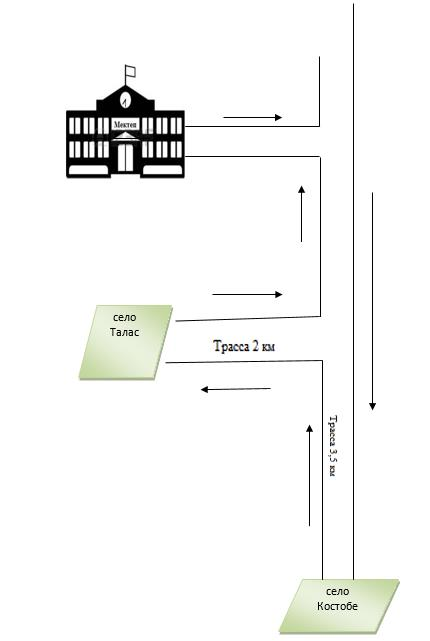 Мектеп
село
Талас
Трасса 2 км
Трасса 3,5 км
село
Костобе